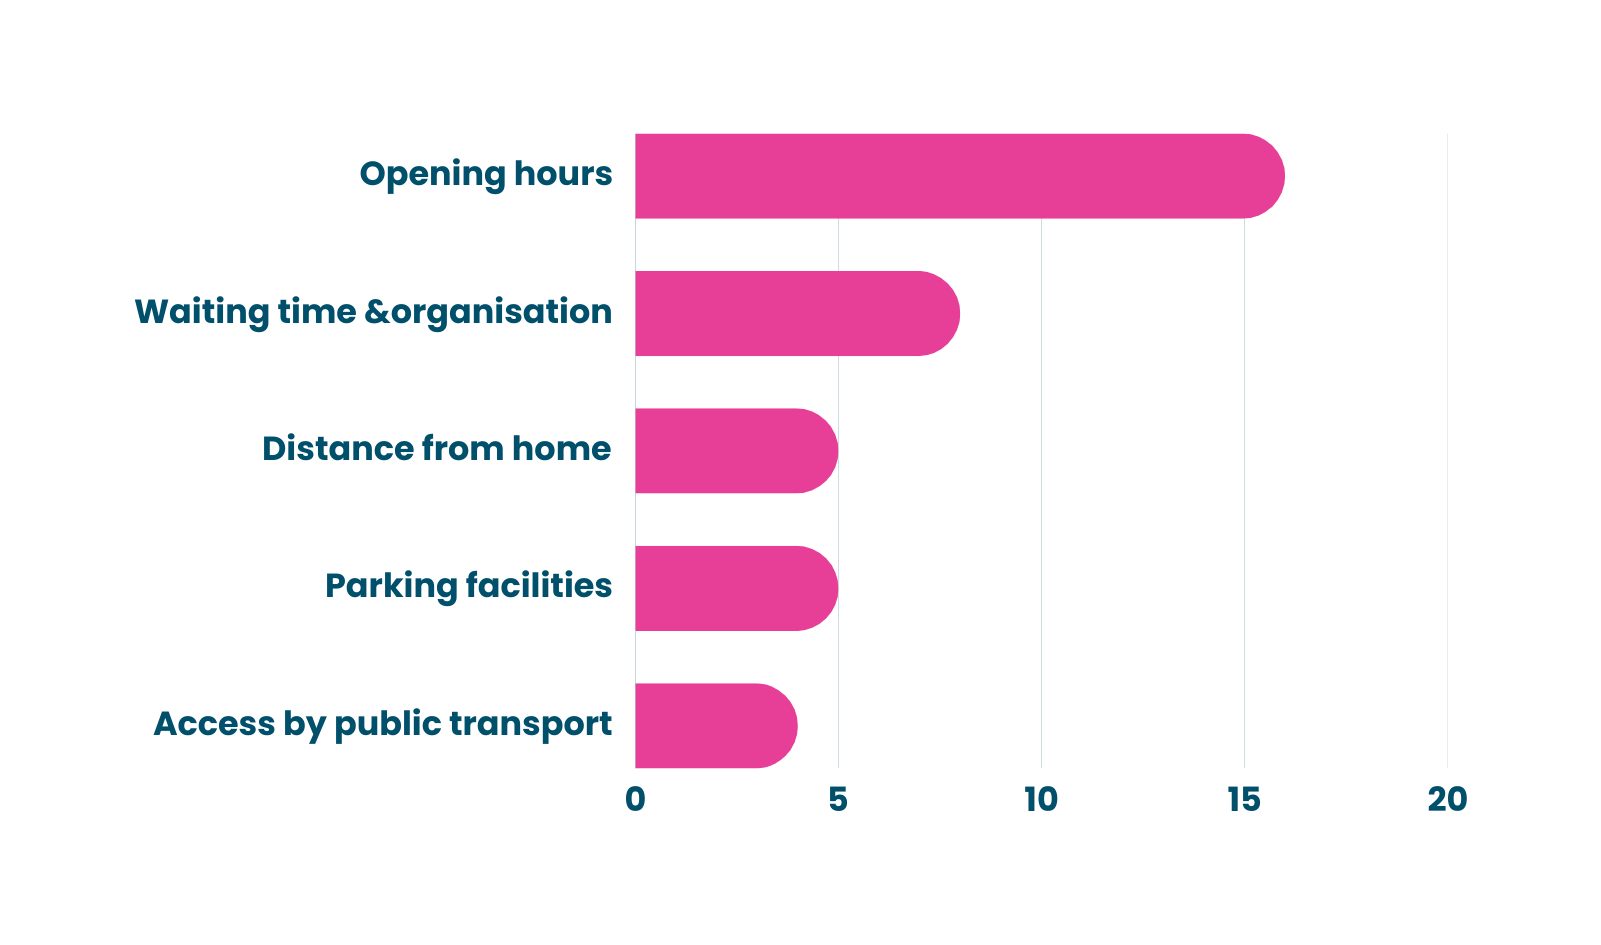 Opening hours
Waiting time &organisation
Distance from home
Parking facilities
Access by public transport
0 5 10 15 20